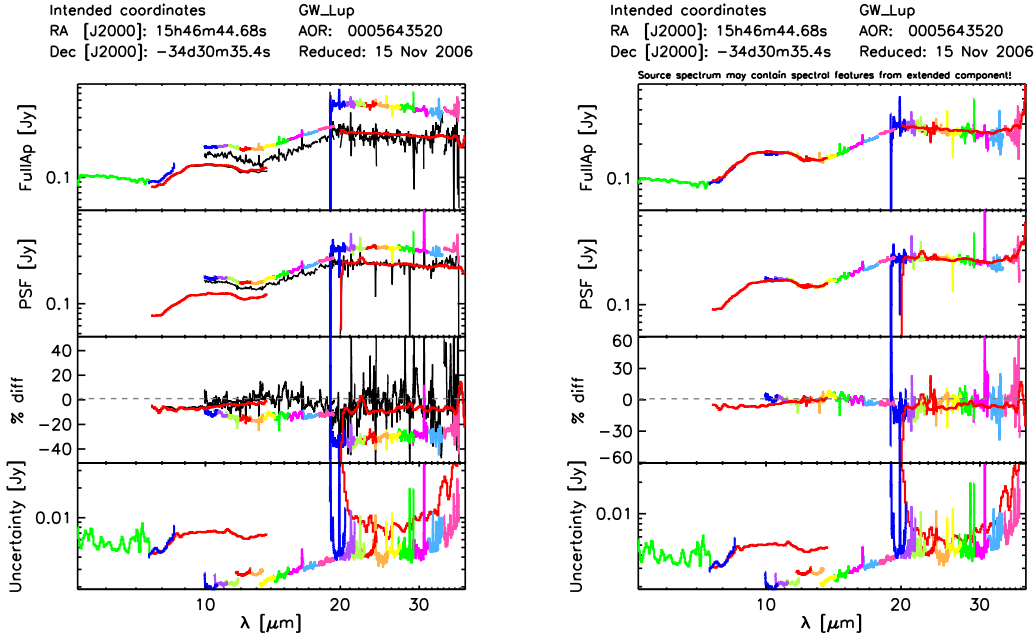 Intended coordinates GW_Lup
RA [J2000]: 15h46m44.68s AOR: 0005643520
Dec [J2000]: −34d30m35.4s Reduced: 15 Nov 2006
FullAp [Jy]
0.1
PSF [Jy]
0.1
% diff
40
20
0
−20
−40
Uncertainty [Jy]
0.01
10 20 30
λ [μm]
Intended coordinates GW_Lup
RA [J2000]: 15h46m44.68s AOR: 0005643520
Dec [J2000]: −34d30m35.4s Reduced: 15 Nov 2006
Source spectrum may contain spectral features from extended component!
FullAp [Jy]
0.1
PSF [Jy]
0.1
% diff
60
30
0
−30
−60
Uncertainty [Jy]
0.01
10 20 30
λ [μm]